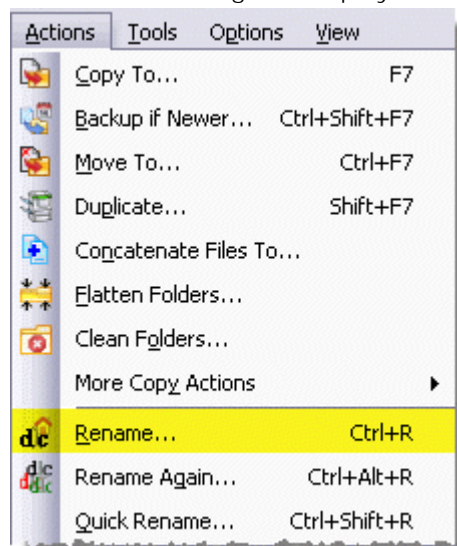 Actions Tools Options View
Copy To... F7
Backup if Newer... Ctrl+Shift+F7
Move To... Ctrl+F7
Duplicate... Shift+F7
Concatenate Files To...
Flatten Folders...
Clean Folders...
More Copy Actions
Rename... Ctrl+R
Rename Again... Ctrl+Alt+R
Quick Rename... Ctrl+Shift+R